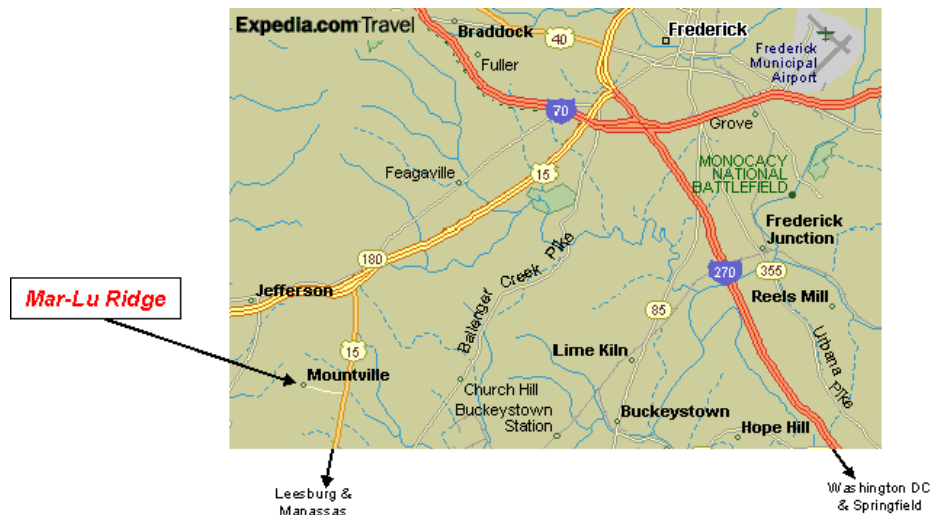 Expedia.com Travel
Braddock
40
Frederick
Fuller
Frederick
Municipal
Airport
70
Grove
15
Feagaville
MONOCACY
NATIONAL
BATTLEFIELD
Frederick
Junction
180
Ballenger Creek Pike
270
355
Mar-Lu Ridge
Jefferson
Reels Mill
85
15
Lime Kiln
Urbana Pike
Mountville
Church Hill
Buckeystown
Station
Buckeystown
Hope Hill
Leesburg &
Manassas
Washington DC
& Springfield